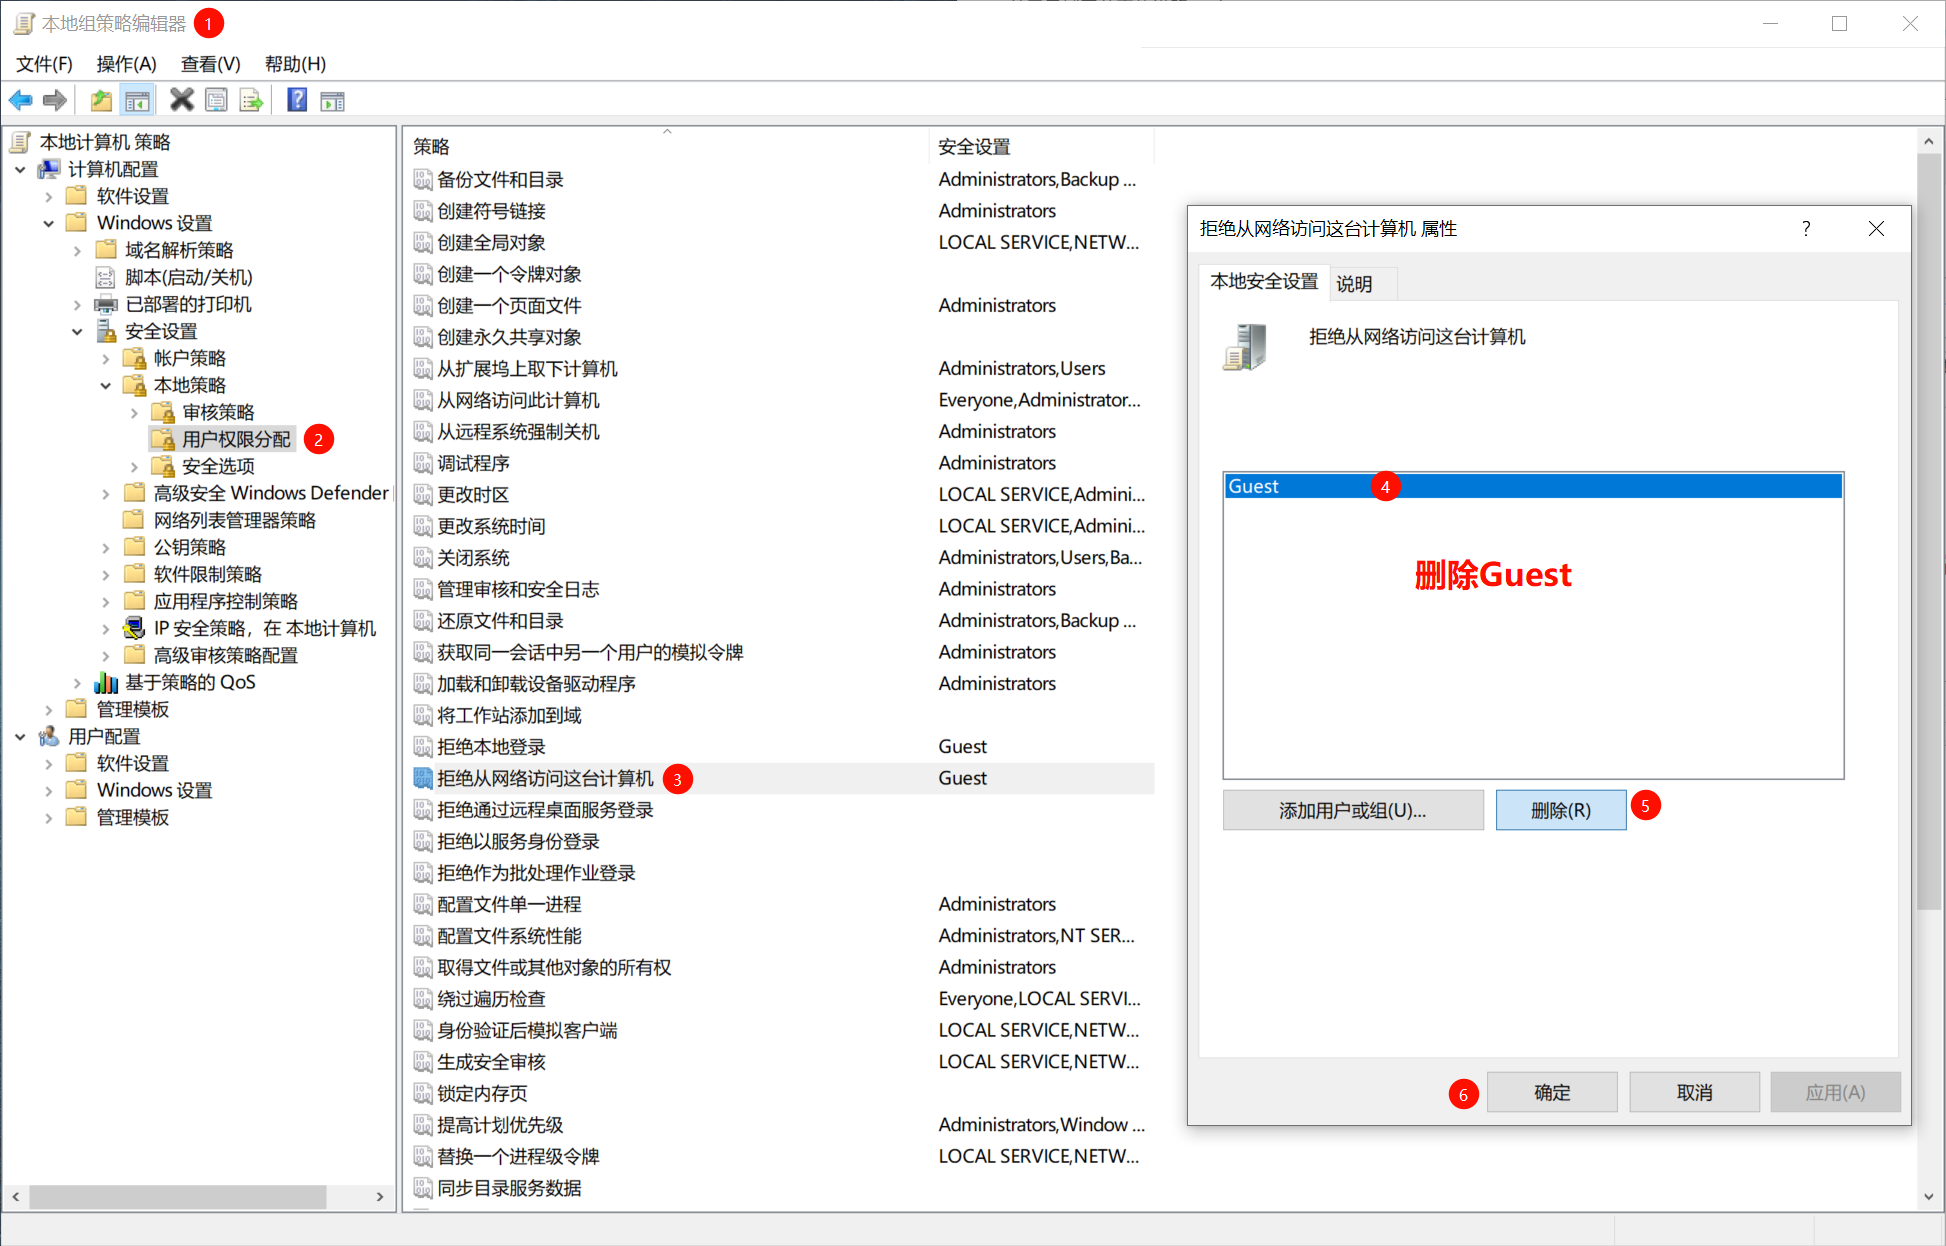 本地组策略编辑器 1
文件(F) 操作(A) 查看(V) 帮助(H)
本地计算机 策略
计算机配置
软件设置
Windows 设置
域名解析策略
脚本(启动/关机)
已部署的打印机
安全设置
帐户策略
本地策略
审核策略
用户权限分配 2
安全选项
高级安全 Windows Defender
网络列表管理器策略
公钥策略
软件限制策略
应用程序控制策略
IP 安全策略，在 本地计算机
高级审核策略配置
基于策略的 QoS
管理模板
用户配置
软件设置
Windows 设置
管理模板
策略 安全设置
备份文件和目录 Administrators,Backup ...
创建符号链接 Administrators
创建全局对象 LOCAL SERVICE,NETW...
创建一个令牌对象
创建一个页面文件 Administrators
创建永久共享对象
从扩展坞上取下计算机 Administrators,Users
从网络访问此计算机 Everyone,Administrator...
从远程系统强制关机 Administrators
调试程序 Administrators
更改时区 LOCAL SERVICE,Admini...
更改系统时间 LOCAL SERVICE,Admini...
关闭系统 Administrators,Users,Ba...
管理审核和安全日志 Administrators
还原文件和目录 Administrators,Backup ...
获取同一会话中另一个用户的模拟令牌 Administrators
加载和卸载设备驱动程序 Administrators
将工作站添加到域
拒绝本地登录 Guest
拒绝从网络访问这台计算机 3 Guest
拒绝通过远程桌面服务登录
拒绝以服务身份登录
拒绝作为批处理作业登录
配置文件单一进程 Administrators
配置文件系统性能 Administrators,NT SER...
取得文件或其他对象的所有权 Administrators
绕过遍历检查 Everyone,LOCAL SERVI...
身份验证后模拟客户端 LOCAL SERVICE,NETW...
生成安全审核 LOCAL SERVICE,NETW...
锁定内存页
提高计划优先级 Administrators,Window ...
替换一个进程级令牌 LOCAL SERVICE,NETW...
同步目录服务数据
拒绝从网络访问这台计算机 属性 ?
本地安全设置 说明
拒绝从网络访问这台计算机
Guest 4
删除Guest
添加用户或组(U)... 删除(R) 5
6 确定 取消 应用(A)